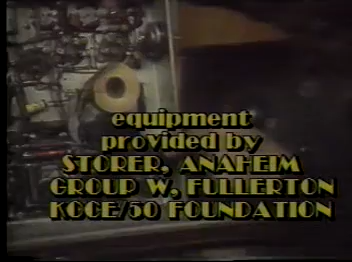 equipment
provided by
STORER, ANAHEIM
GROUP W, FULLERTON
KOCE/50 FOUNDATION